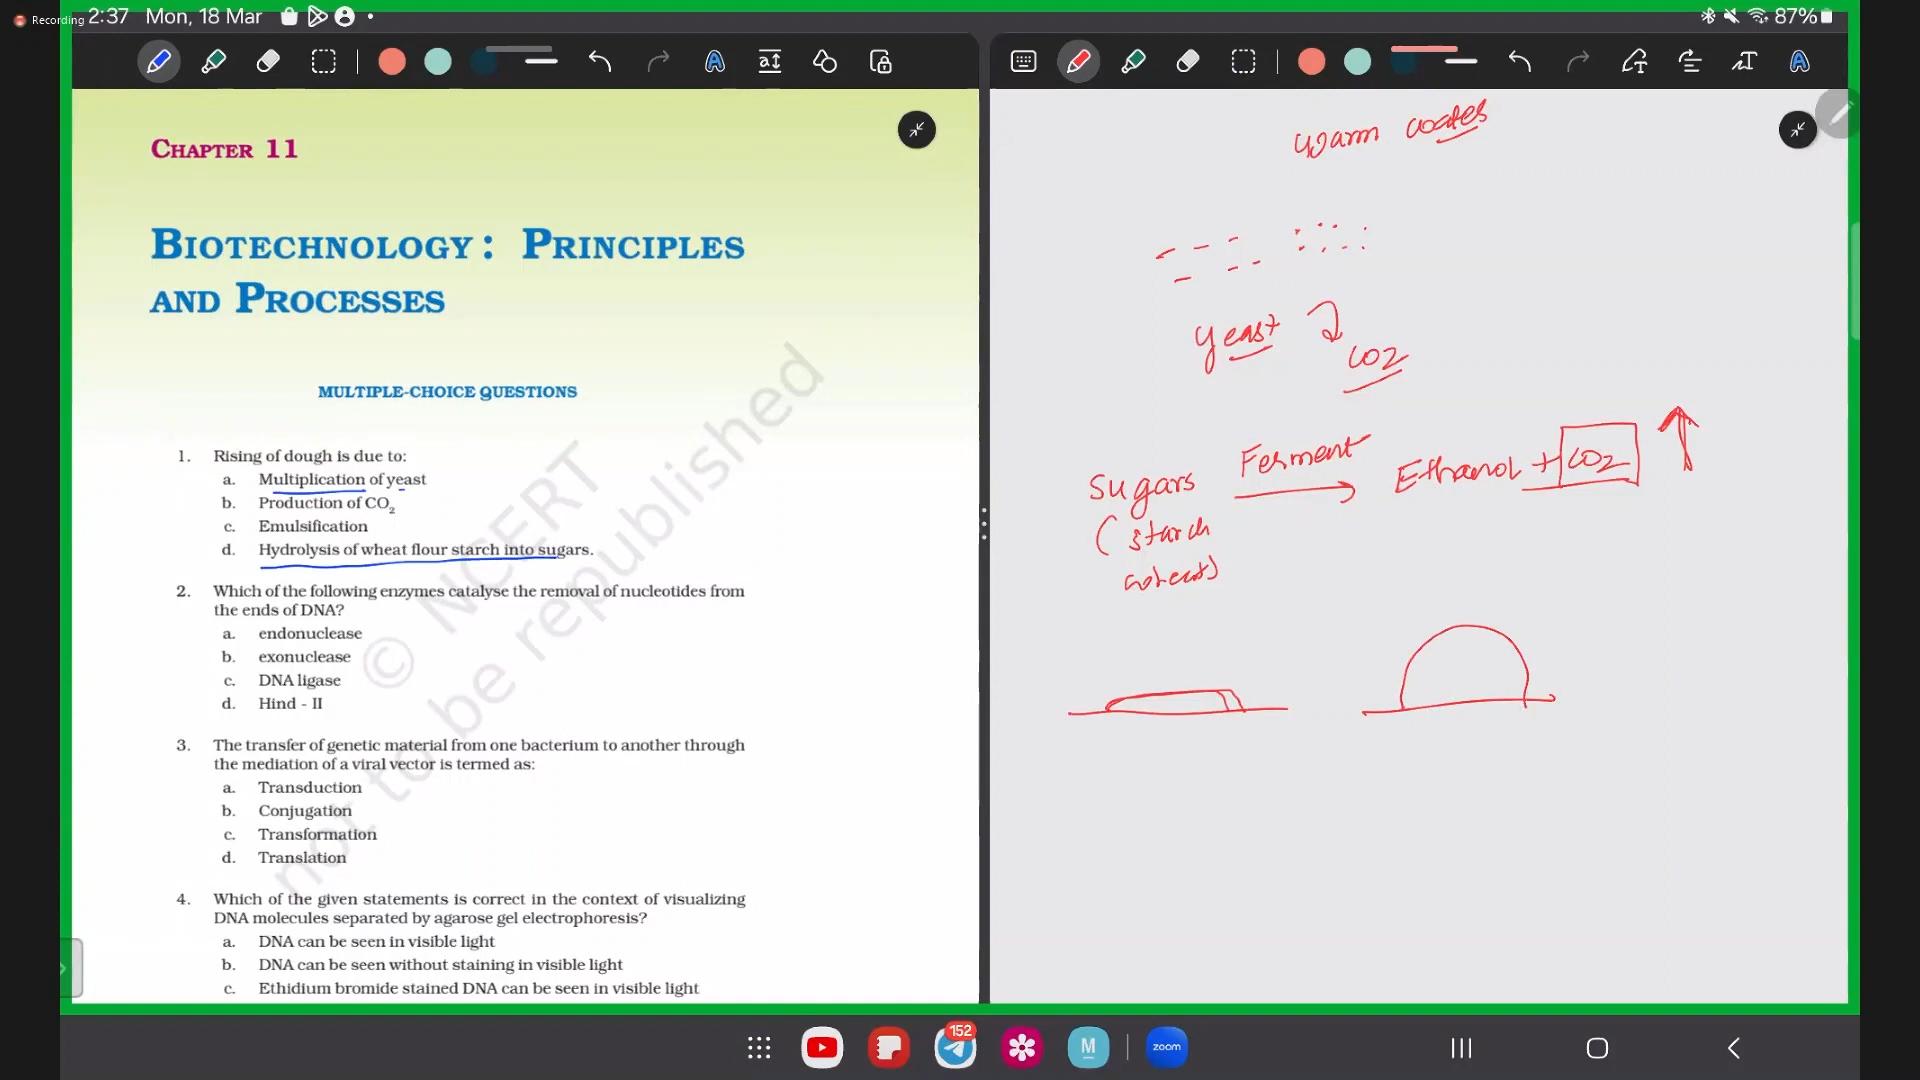 Recording
2:37 Mon, 18 Mar
87%
CHAPTER 11
BIOTECHNOLOGY: PRINCIPLES
AND PROCESSES
MULTIPLE-CHOICE QUESTIONS
1. Rising of dough is due to:
a. Multiplication of yeast
b. Production of CO2
c. Emulsification
d. Hydrolysis of wheat flour starch into sugars.
2. Which of the following enzymes catalyse the removal of nucleotides from
the ends of DNA?
a. endonuclease
b. exonuclease
c. DNA ligase
d. Hind - II
3. The transfer of genetic material from one bacterium to another through
the mediation of a viral vector is termed as:
a. Transduction
b. Conjugation
c. Transformation
d. Translation
4. Which of the given statements is correct in the context of visualizing
DNA molecules separated by agarose gel electrophoresis?
a. DNA can be seen in visible light
b. DNA can be seen without staining in visible light
c. Ethidium bromide stained DNA can be seen in visible light
© NCERT
not to be republished
warm
yeast
CO2
Sugars Ferment Ethanol + CO2
(starch
152
M
zoom